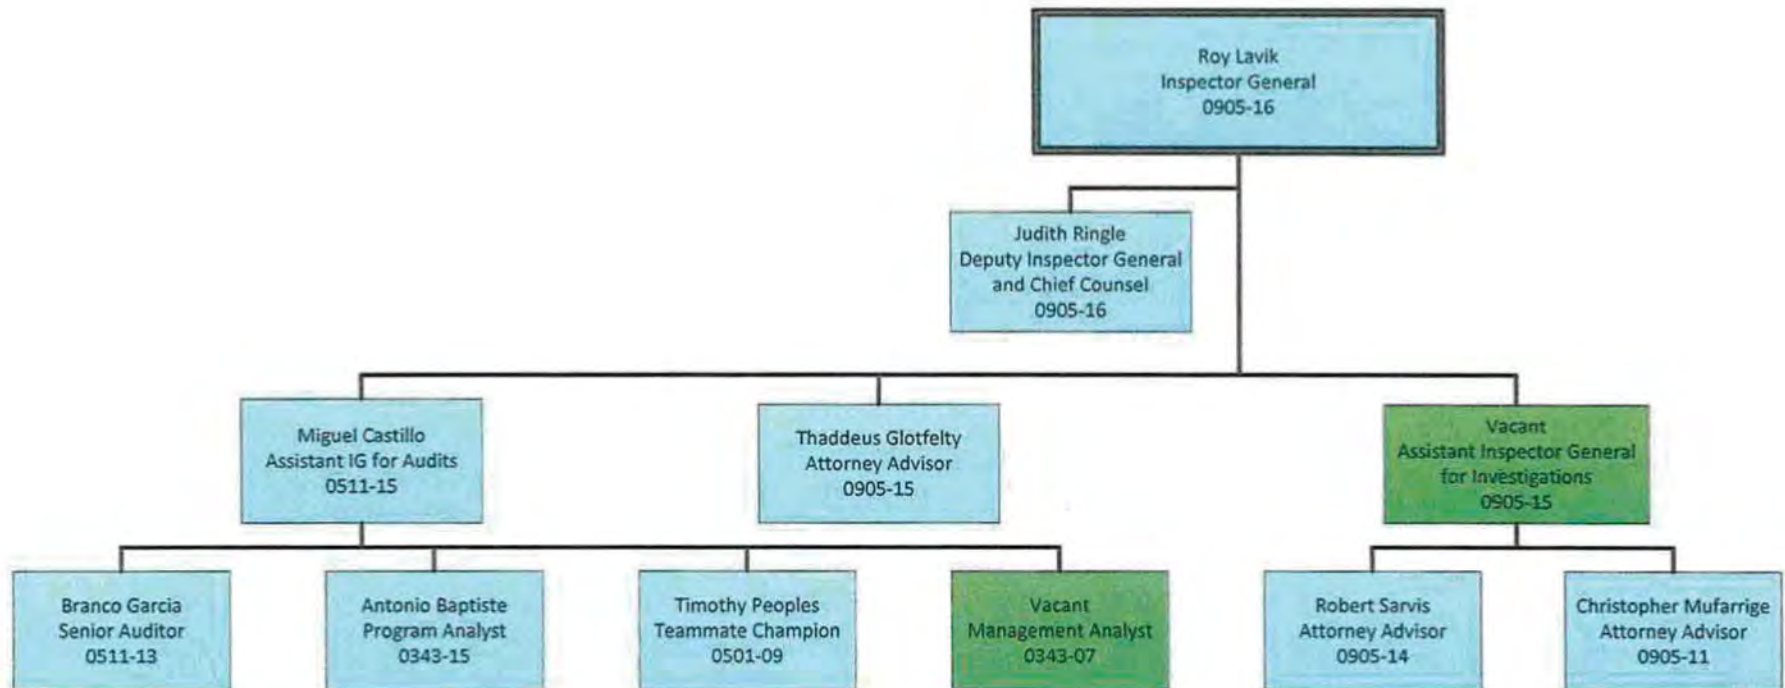 Roy Lavik
Inspector General
0905-16
Judith Ringle
Deputy Inspector General
and Chief Counsel
0905-16
Miguel Castillo
Assistant IG for Audits
0511-15
Thaddeus Glotfelty
Attorney Advisor
0905-15
Vacant
Assistant Inspector General
for Investigations
0905-15
Branco Garcia
Senior Auditor
0511-13
Antonio Baptiste
Program Analyst
0343-15
Timothy Peoples
Teammate Champion
0501-09
Vacant
Management Analyst
0343-07
Robert Sarvis
Attorney Advisor
0905-14
Christopher Mufarrige
Attorney Advisor
0905-11